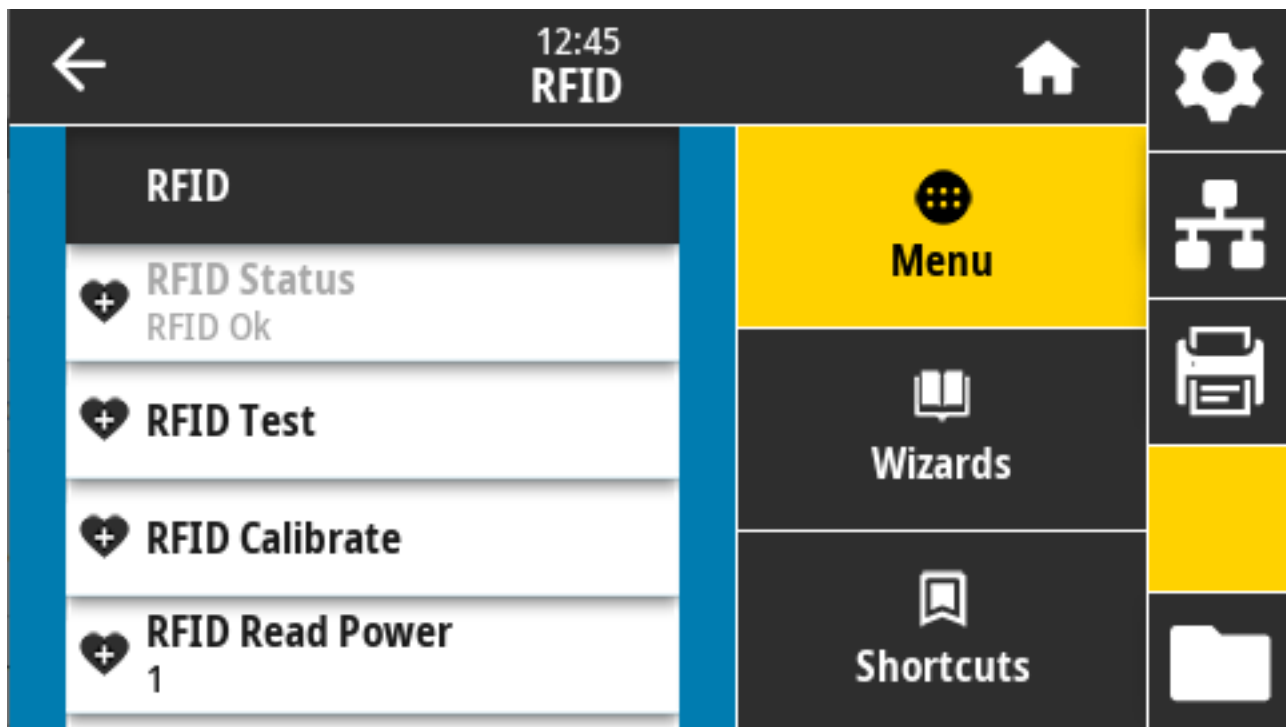 12:45
RFID
RFID
RFID Status
RFID Ok
RFID Test
RFID Calibrate
RFID Read Power
1
Menu
Wizards
Shortcuts